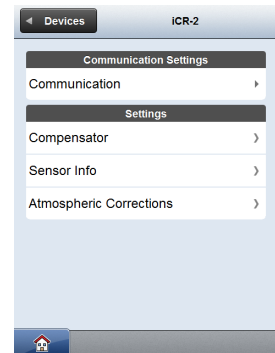 Devices iCR-2
Communication Settings
Communication
Settings
Compensator
Sensor Info
Atmospheric Corrections